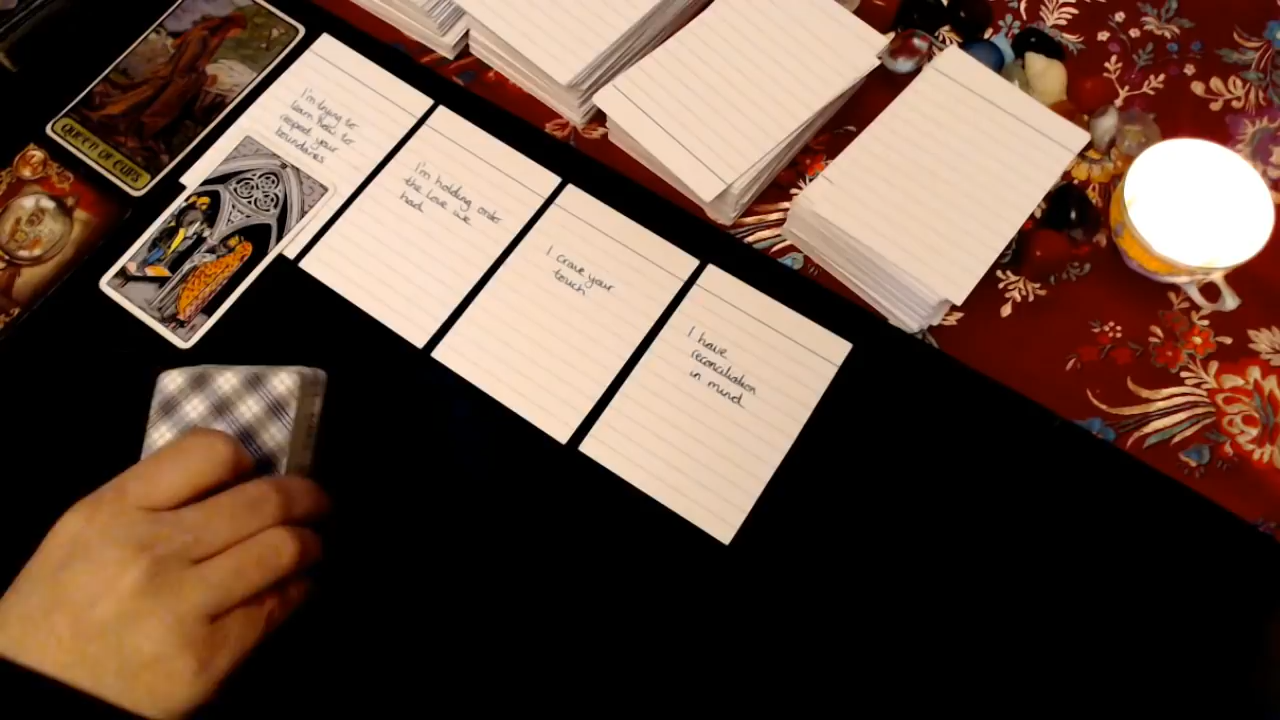 QUEEN OF CUPS
I'm trying to
learn how to
respect your
boundaries
I'm holding onto
the love we
had
I crave your
touch
I have
reconciliation
in mind